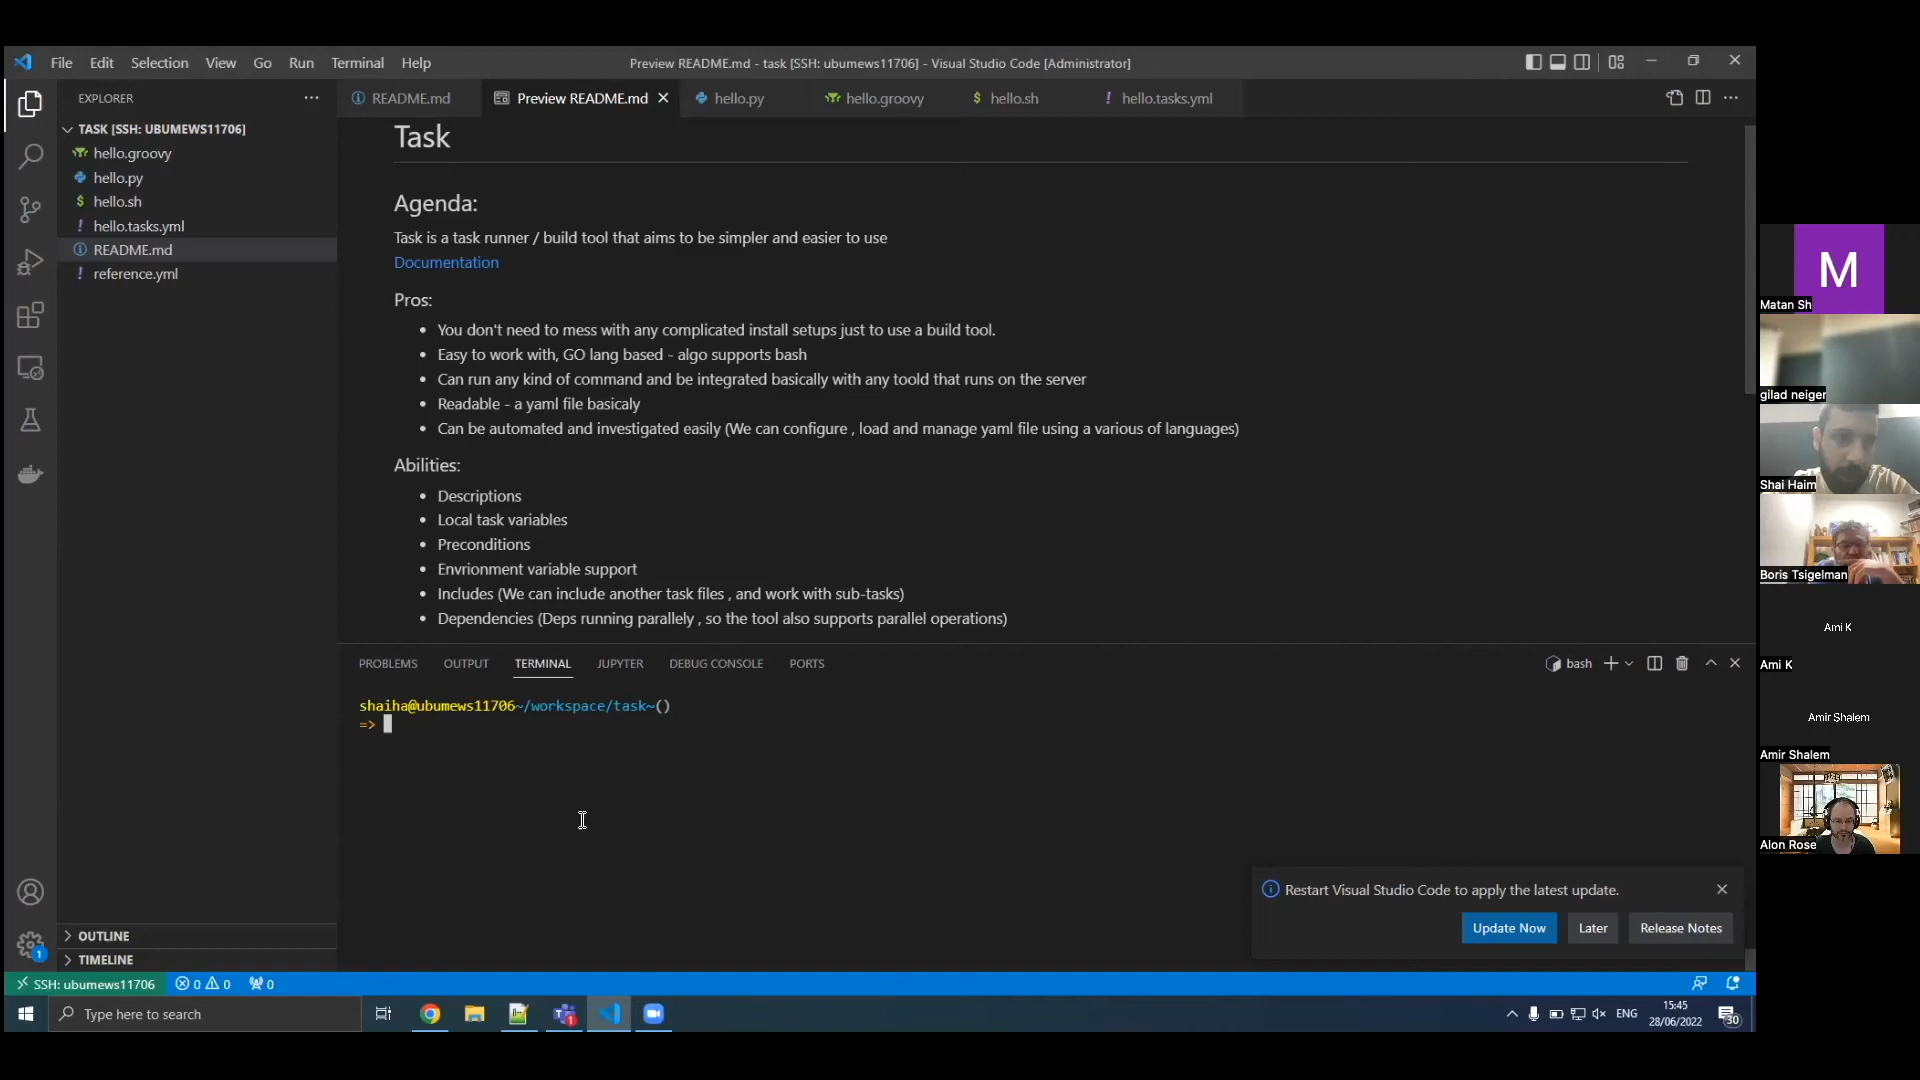 File Edit Selection View Go Run Terminal Help
Preview README.md - task [SSH: ubumews11706] - Visual Studio Code [Administrator]
EXPLORER
TASK [SSH: UBUMEWS11706]
hello.groovy
hello.py
hello.sh
hello.tasks.yml
README.md
reference.yml
OUTLINE
TIMELINE
README.md Preview README.md hello.py hello.groovy hello.sh hello.tasks.yml
Task
Agenda:
Task is a task runner / build tool that aims to be simpler and easier to use
Documentation
Pros:
• You don't need to mess with any complicated install setups just to use a build tool.
• Easy to work with, GO lang based - algo supports bash
• Can run any kind of command and be integrated basically with any toold that runs on the server
• Readable - a yaml file basicaly
• Can be automated and investigated easily (We can configure , load and manage yaml file using a various of languages)
Abilities:
• Descriptions
• Local task variables
• Preconditions
• Envrionment variable support
• Includes (We can include another task files , and work with sub-tasks)
• Dependencies (Deps running parallely , so the tool also supports parallel operations)
PROBLEMS OUTPUT TERMINAL JUPYTER DEBUG CONSOLE PORTS
bash
shaiha@ubumews11706~/workspace/task~()
=>
Restart Visual Studio Code to apply the latest update.
Update Now Later Release Notes
1
SSH: ubumews11706 0 0 0
Type here to search
1
ENG
15:45
28/06/2022
30
M
Matan Sh
gilad neiger
Shai Haim
Boris Tsigelman
Ami K
Ami K
Amir Shalem
Amir Shalem
Alon Rose